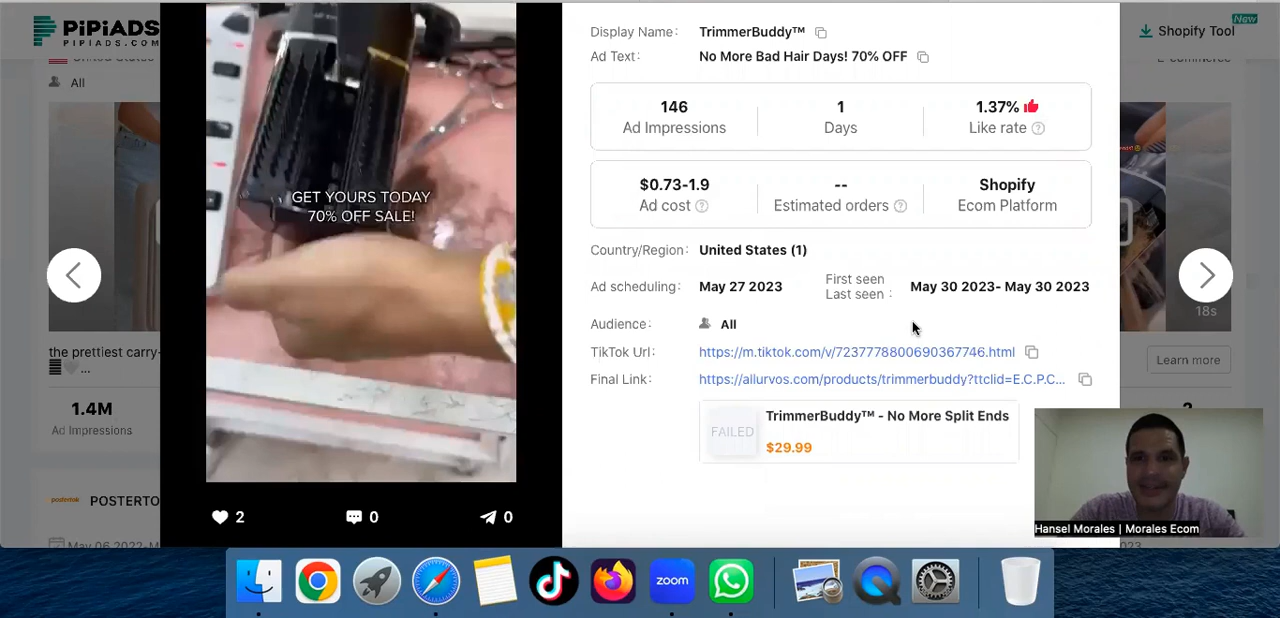 PiPiADS
PIPIADS.COM
New
Shopify Tool
E-commerce
All
the prettiest carry-
...
1.4M
Ad Impressions
POSTERTO
GET YOURS TODAY
70% OFF SALE!
2
0
0
Display Name:
TrimmerBuddy™
Ad Text:
No More Bad Hair Days! 70% OFF
146
Ad Impressions
1
Days
1.37%
Like rate
$0.73-1.9
Ad cost
--
Estimated orders
Shopify
Ecom Platform
Country/Region:
United States (1)
Ad scheduling:
May 27 2023
First seen
Last seen :
May 30 2023- May 30 2023
Audience:
All
TikTok Url:
https://m.tiktok.com/v/7237778800690367746.html
Final Link:
https://allurvos.com/products/trimmerbuddy?ttclid=E.C.P.C...
FAILED
TrimmerBuddy™ - No More Split Ends
$29.99
18s
Learn more
Hansel Morales | Morales Ecom
zoom